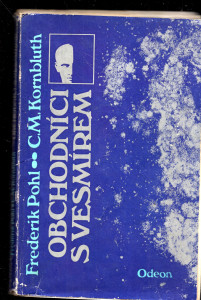 Frederik Pohl •• C.M. Kornbluth
OBCHODNÍCI
S VESMÍREM
Odeon